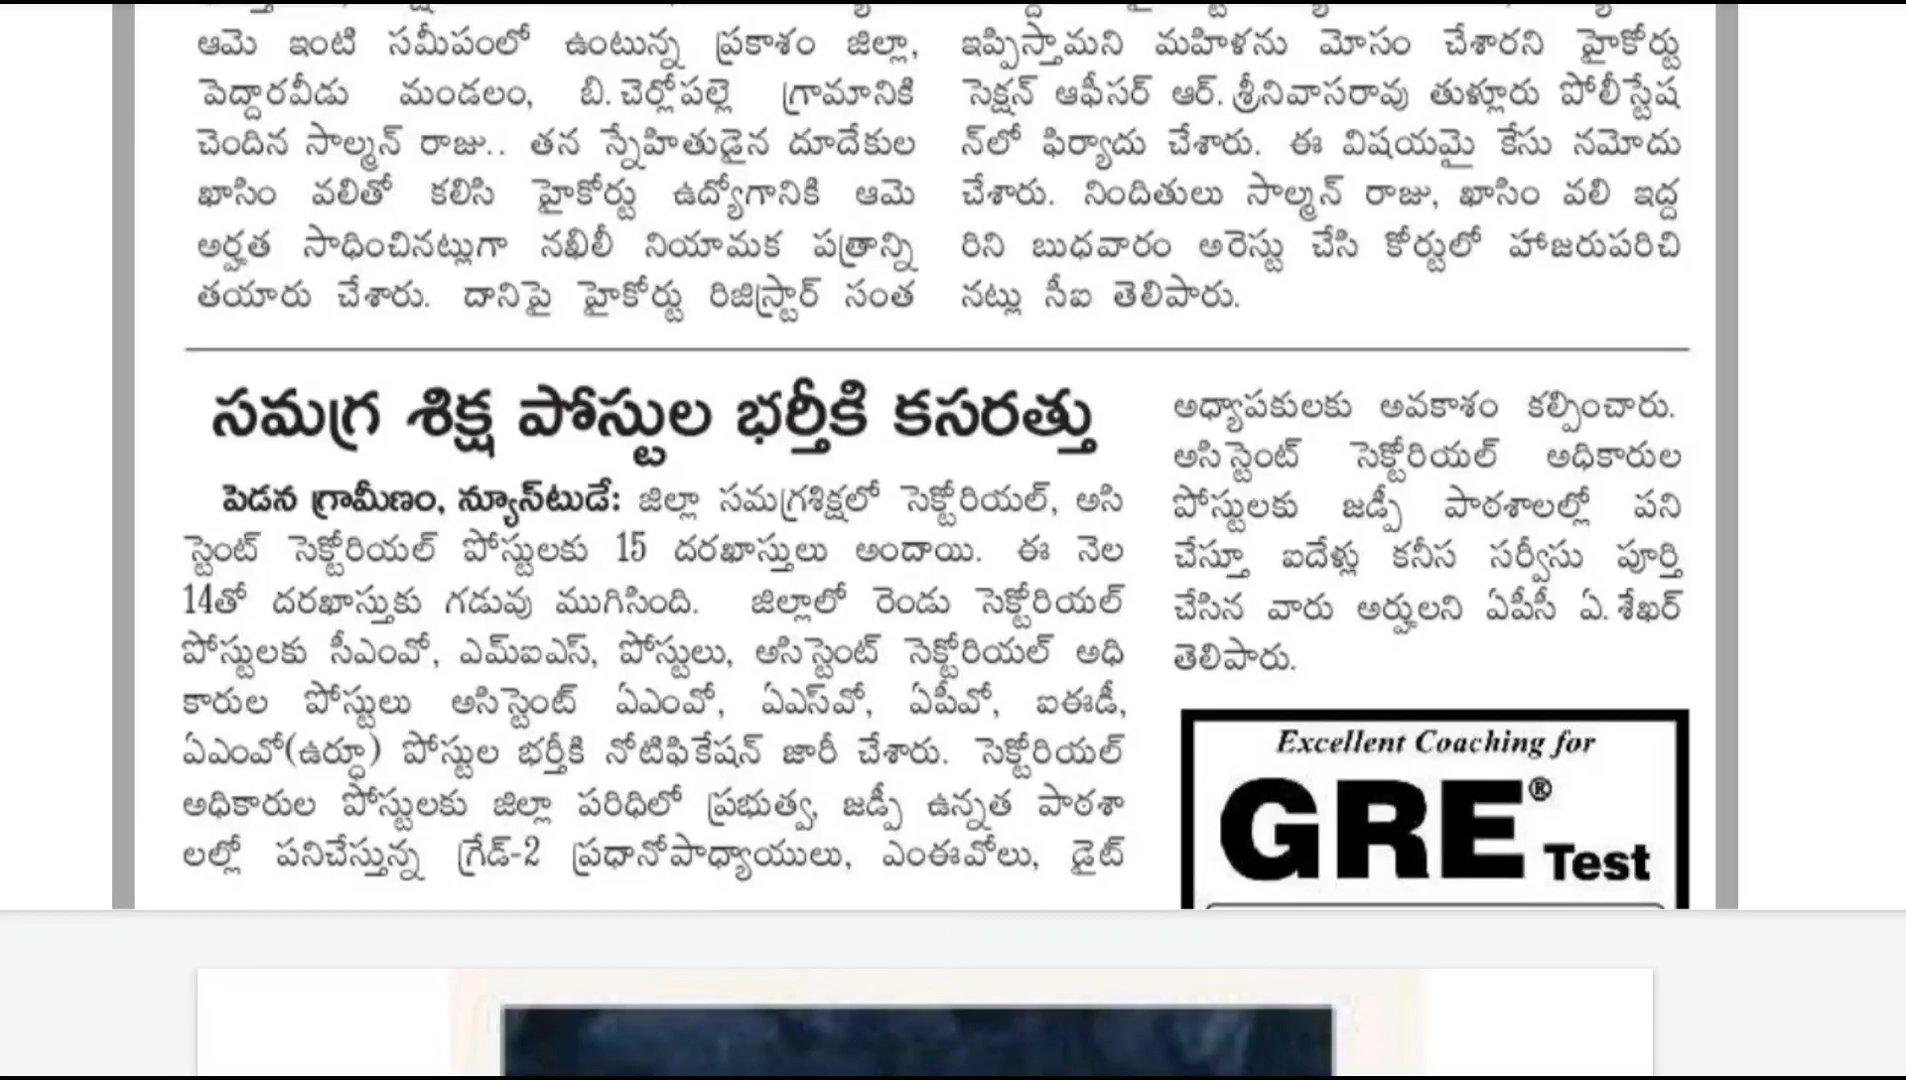 ఆమె ఇంటి సమీపంలో ఉంటున్న ప్రకాశం జిల్లా,
పెద్దారవీడు మండలం, బి.చెర్లోపల్లె గ్రామానికి
చెందిన సాల్మన్ రాజు.. తన స్నేహితుడైన దూదేకుల
ఖాసిం వలితో కలిసి హైకోర్టు ఉద్యోగానికి ఆమె
అర్హత సాధించినట్లుగా నఖిలీ నియామక పత్రాన్ని
తయారు చేశారు. దానిపై హైకోర్టు రిజిస్ట్రార్ సంత
ఇప్పిస్తామని మహిళను మోసం చేశారని హైకోర్టు
సెక్షన్ ఆఫీసర్ ఆర్.శ్రీనివాసరావు తుళ్లూరు పోలీస్టేష
న్‌లో ఫిర్యాదు చేశారు. ఈ విషయమై కేసు నమోదు
చేశారు. నిందితులు సాల్మన్ రాజు, ఖాసిం వలి ఇద్ద
రిని బుధవారం అరెస్టు చేసి కోర్టులో హాజరుపరిచి
నట్లు సీఐ తెలిపారు.
సమగ్ర శిక్ష పోస్టుల భర్తీకి కసరత్తు
పెడన గ్రామీణం, న్యూస్‌టుడే: జిల్లా సమగ్రశిక్షలో సెక్టోరియల్, అసి
స్టెంట్ సెక్టోరియల్ పోస్టులకు 15 దరఖాస్తులు అందాయి. ఈ నెల
14తో దరఖాస్తుకు గడువు ముగిసింది. జిల్లాలో రెండు సెక్టోరియల్
పోస్టులకు సీఎంవో, ఎమ్ఐఎస్, పోస్టులు, అసిస్టెంట్ సెక్టోరియల్ అధి
కారుల పోస్టులు అసిస్టెంట్ ఏఎంవో, ఏఎస్‌వో, ఏపీవో, ఐఈడీ,
ఏఎంవో(ఉర్దూ) పోస్టుల భర్తీకి నోటిఫికేషన్ జారీ చేశారు. సెక్టోరియల్
అధికారుల పోస్టులకు జిల్లా పరిధిలో ప్రభుత్వ, జడ్పీ ఉన్నత పాఠశా
లల్లో పనిచేస్తున్న గ్రేడ్-2 ప్రధానోపాధ్యాయులు, ఎంఈవోలు, డైట్
అధ్యాపకులకు అవకాశం కల్పించారు.
అసిస్టెంట్ సెక్టోరియల్ అధికారుల
పోస్టులకు జడ్పీ పాఠశాలల్లో పని
చేస్తూ ఐదేళ్లు కనీస సర్వీసు పూర్తి
చేసిన వారు అర్హులని ఏపీసీ ఏ.శేఖర్
తెలిపారు.
Excellent Coaching for
GRE®
Test